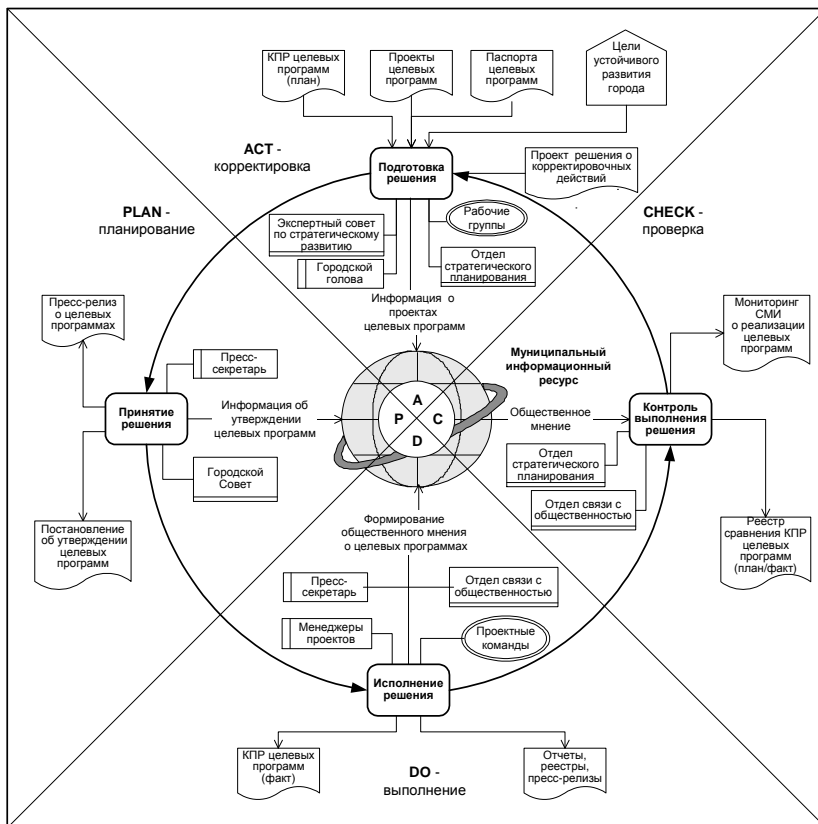 КПР целевых
программ
(план)
Проекты
целевых
программ
Паспорта
целевых
программ
Цели
устойчивого
развития
города
ACT -
корректировка
Подготовка
решения
Проект решения о
корректировочных
действий
PLAN -
планирование
CHECK -
проверка
Экспертный совет
по стратегическому
развитию
Рабочие
группы
Городской
голова
Отдел
стратегического
планирования
Информация о
проектах
целевых программ
Пресс-релиз
о целевых
программах
Мониторинг
СМИ
о реализации
целевых
программ
Пресс-
секретарь
Муниципальный
информационный
ресурс
Принятие
решения
Информация об
утверждении
целевых программ
A
P
C
D
Общественное
мнение
Контроль
выполнения
решения
Городской
Совет
Отдел
стратегического
планирования
Отдел связи с
общественностью
Постановление
об утверждении
целевых
программ
Формирование
общественного мнения
о целевых программах
Реестр
сравнения КПР
целевых
программ
(план/факт)
Пресс-
секретарь
Отдел связи с
общественностью
Менеджеры
проектов
Проектные
команды
Исполнение
решения
КПР целевых
программ
(факт)
Отчеты,
реестры,
пресс-релизы
DO -
выполнение